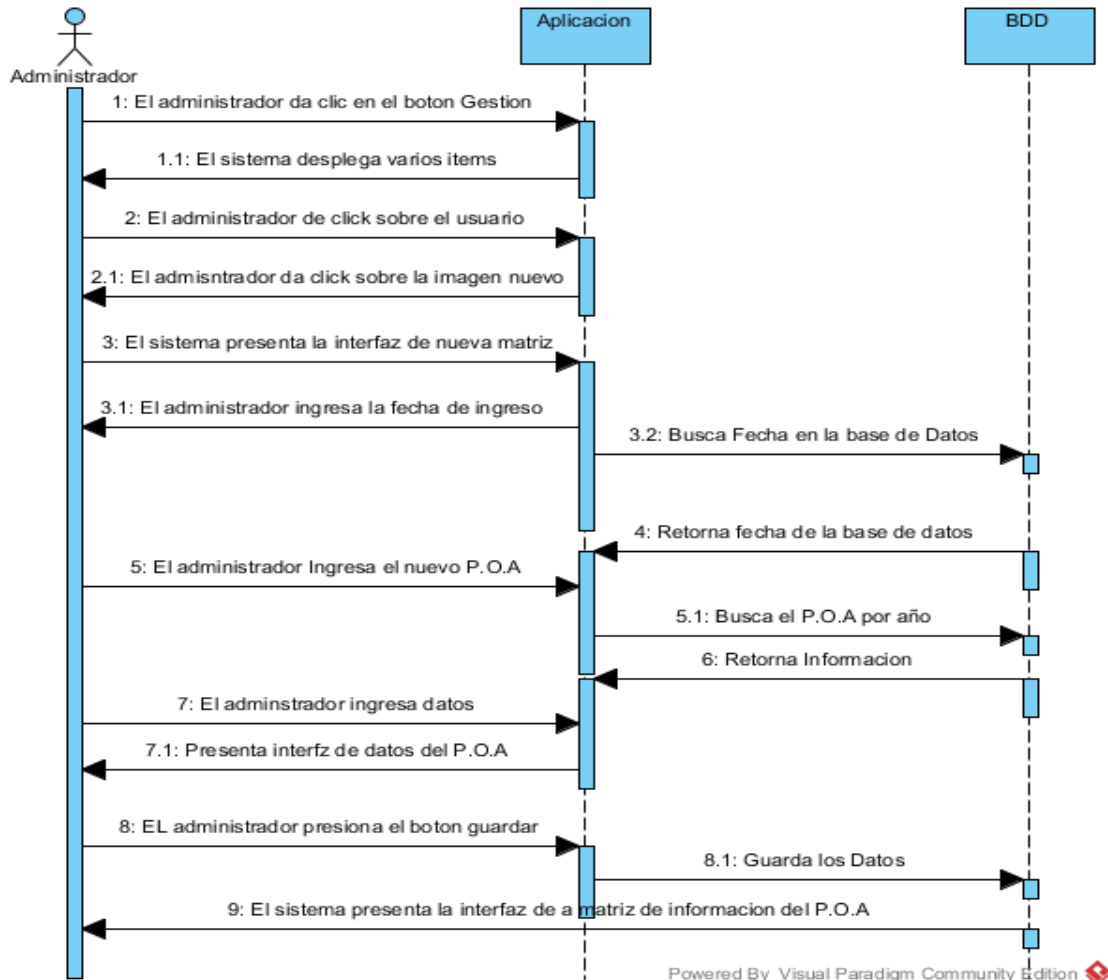 Aplicacion
BDD
Administrador
1: El administrador da clic en el boton Gestion
1.1: El sistema desplega varios items
2: El administrador de click sobre el usuario
2.1: El admisntrador da click sobre la imagen nuevo
3: El sistema presenta la interfaz de nueva matriz
3.1: El administrador ingresa la fecha de ingreso
3.2: Busca Fecha en la base de Datos
4: Retorna fecha de la base de datos
5: El administrador Ingresa el nuevo P.O.A
5.1: Busca el P.O.A por año
6: Retorna Informacion
7: El adminstrador ingresa datos
7.1: Presenta interfz de datos del P.O.A
8: EL administrador presiona el boton guardar
8.1: Guarda los Datos
9: El sistema presenta la interfaz de a matriz de informacion del P.O.A
Powered By Visual Paradigm Community Edition